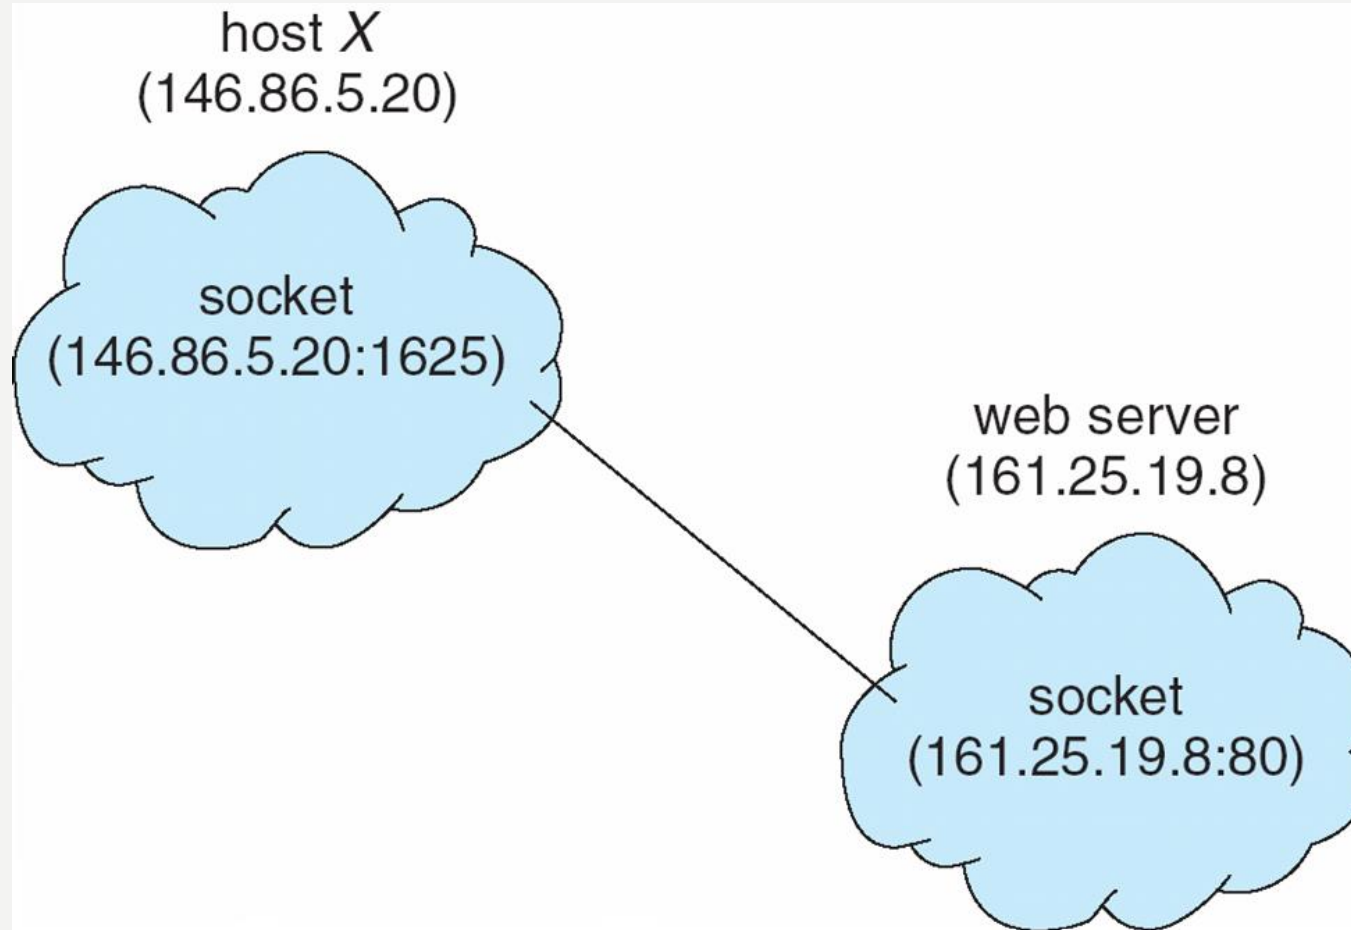 host X
(146.86.5.20)
socket
(146.86.5.20:1625)
web server
(161.25.19.8)
socket
(161.25.19.8:80)